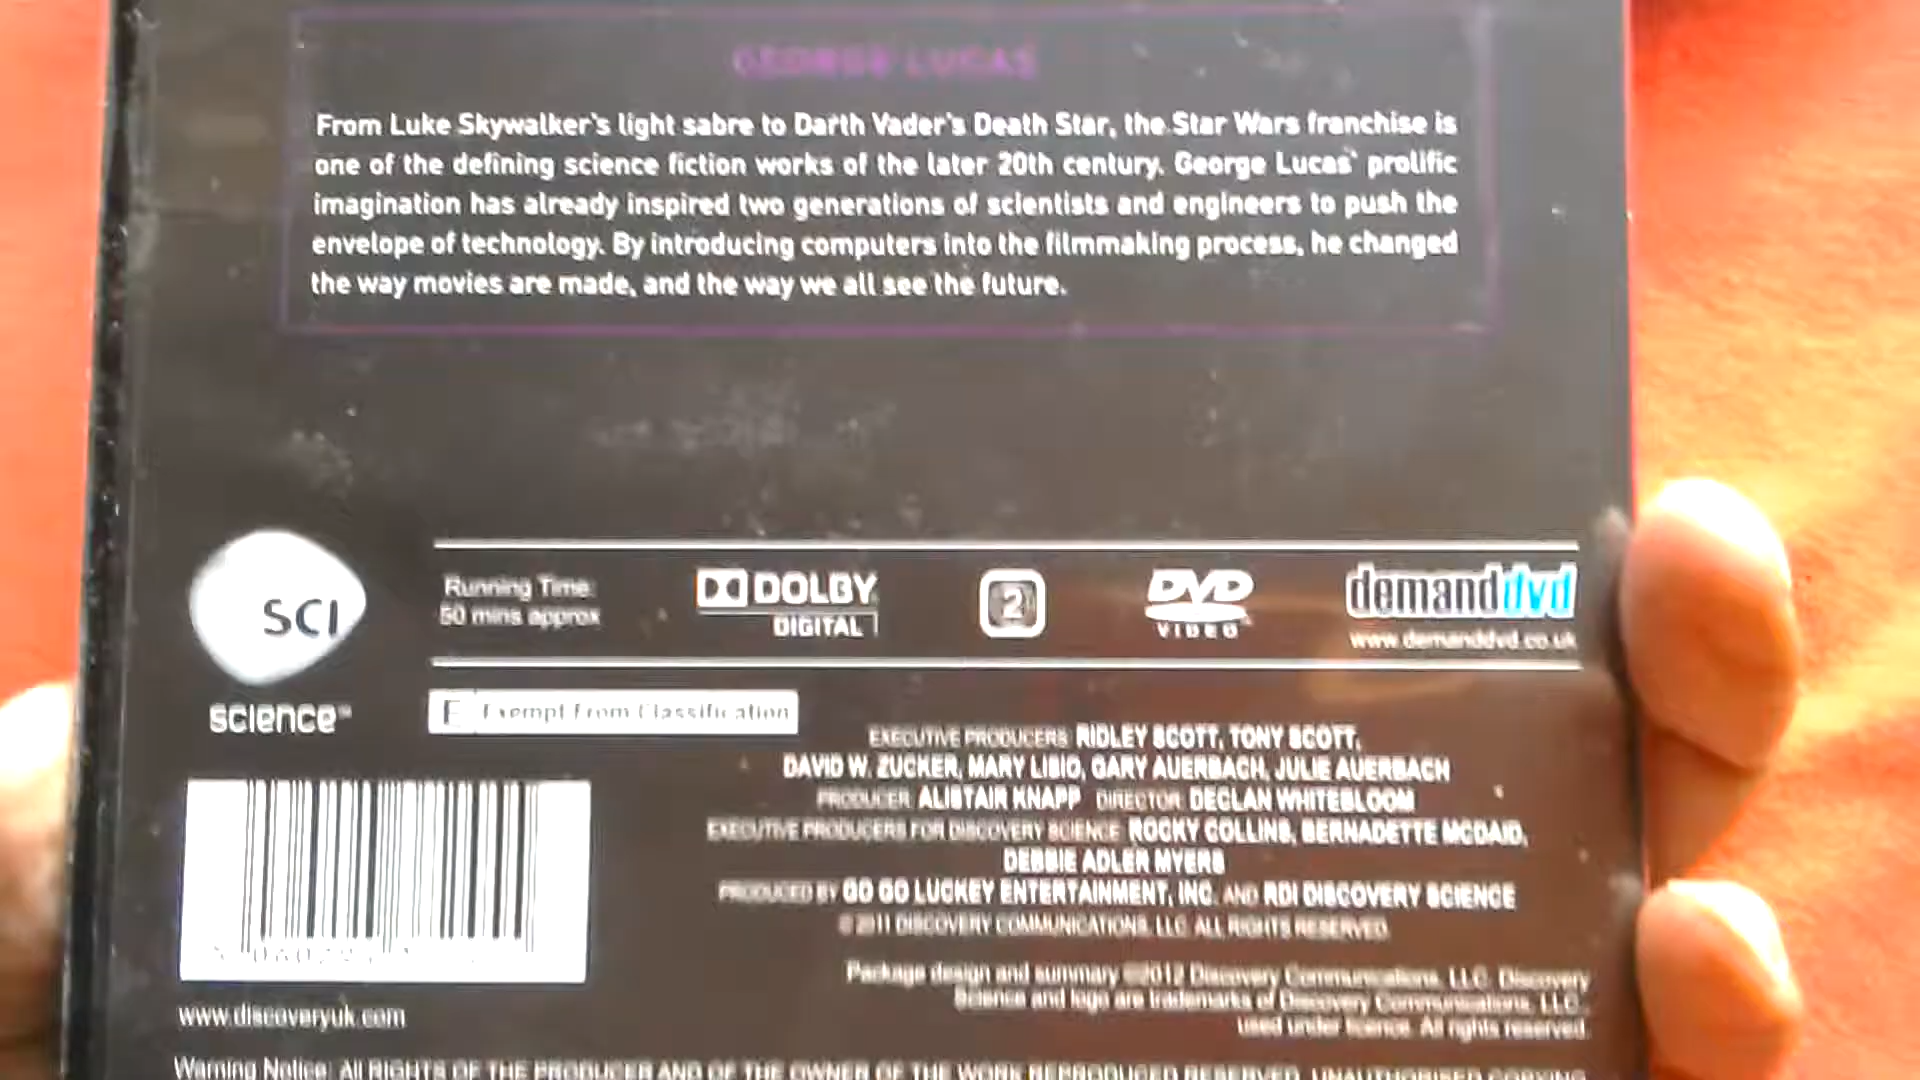 GEORGE LUCAS
From Luke Skywalker's light sabre to Darth Vader's Death Star, the Star Wars franchise is
one of the defining science fiction works of the later 20th century. George Lucas' prolific
imagination has already inspired two generations of scientists and engineers to push the
envelope of technology. By introducing computers into the filmmaking process, he changed
the way movies are made, and the way we all see the future.
SCI
science™
Running Time:
50 mins approx
DOLBY
DIGITAL
2
DVD
VIDEO
demanddvd
www.demanddvd.co.uk
E Exempt From Classification
EXECUTIVE PRODUCERS RIDLEY SCOTT, TONY SCOTT,
DAVID W. ZUCKER, MARY LISIO, GARY AUERBACH, JULIE AUERBACH
PRODUCER ALISTAIR KNAPP DIRECTOR DECLAN WHITEBLOOM
EXECUTIVE PRODUCERS FOR DISCOVERY SCIENCE ROCKY COLLINS, BERNADETTE MCDAID,
DEBBIE ADLER MYERS
PRODUCED BY GO GO LUCKEY ENTERTAINMENT, INC. AND RDI DISCOVERY SCIENCE
©2011 DISCOVERY COMMUNICATIONS, LLC. ALL RIGHTS RESERVED.
Package design and summary ©2012 Discovery Communications, LLC. Discovery
Science and logo are trademarks of Discovery Communications, LLC.
used under licence. All rights reserved.
www.discoveryuk.com
Warning Notice: All RIGHTS OF THE PRODUCER AND OF THE OWNER OF THE WORK REPRODUCED RESERVED. UNAUTHORISED COPYING